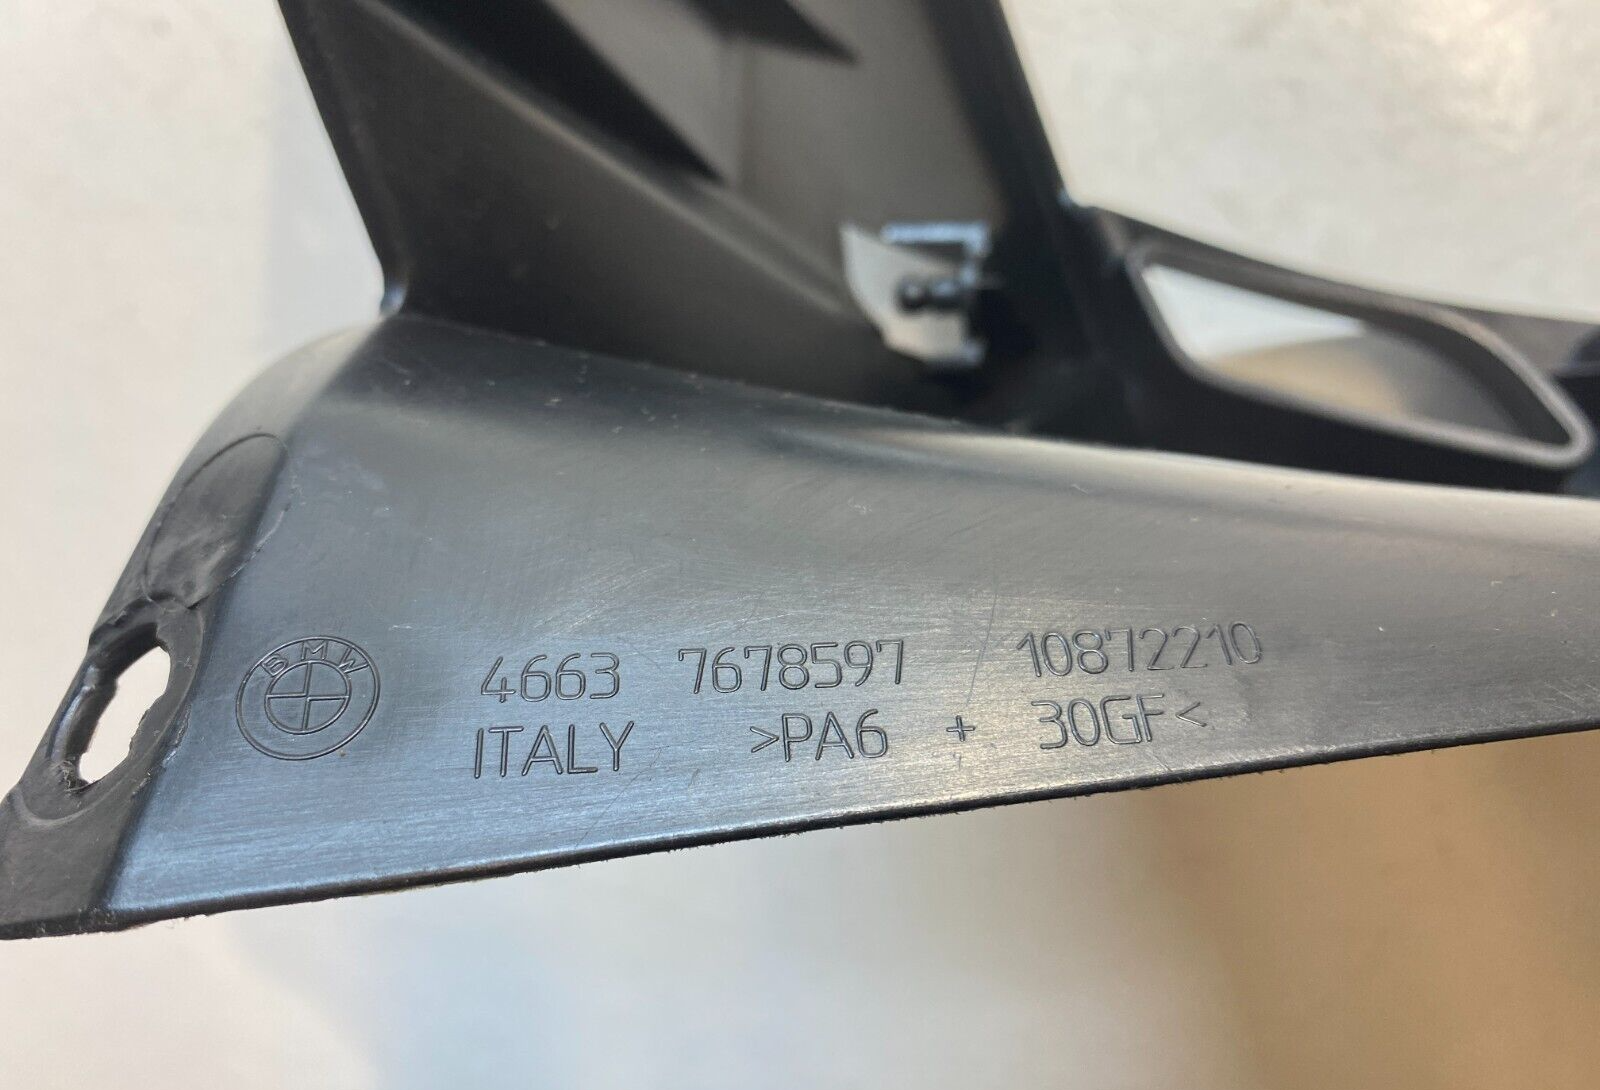 BMW
4663 7678597 / 10872210
ITALY >PA6 + 30GF<